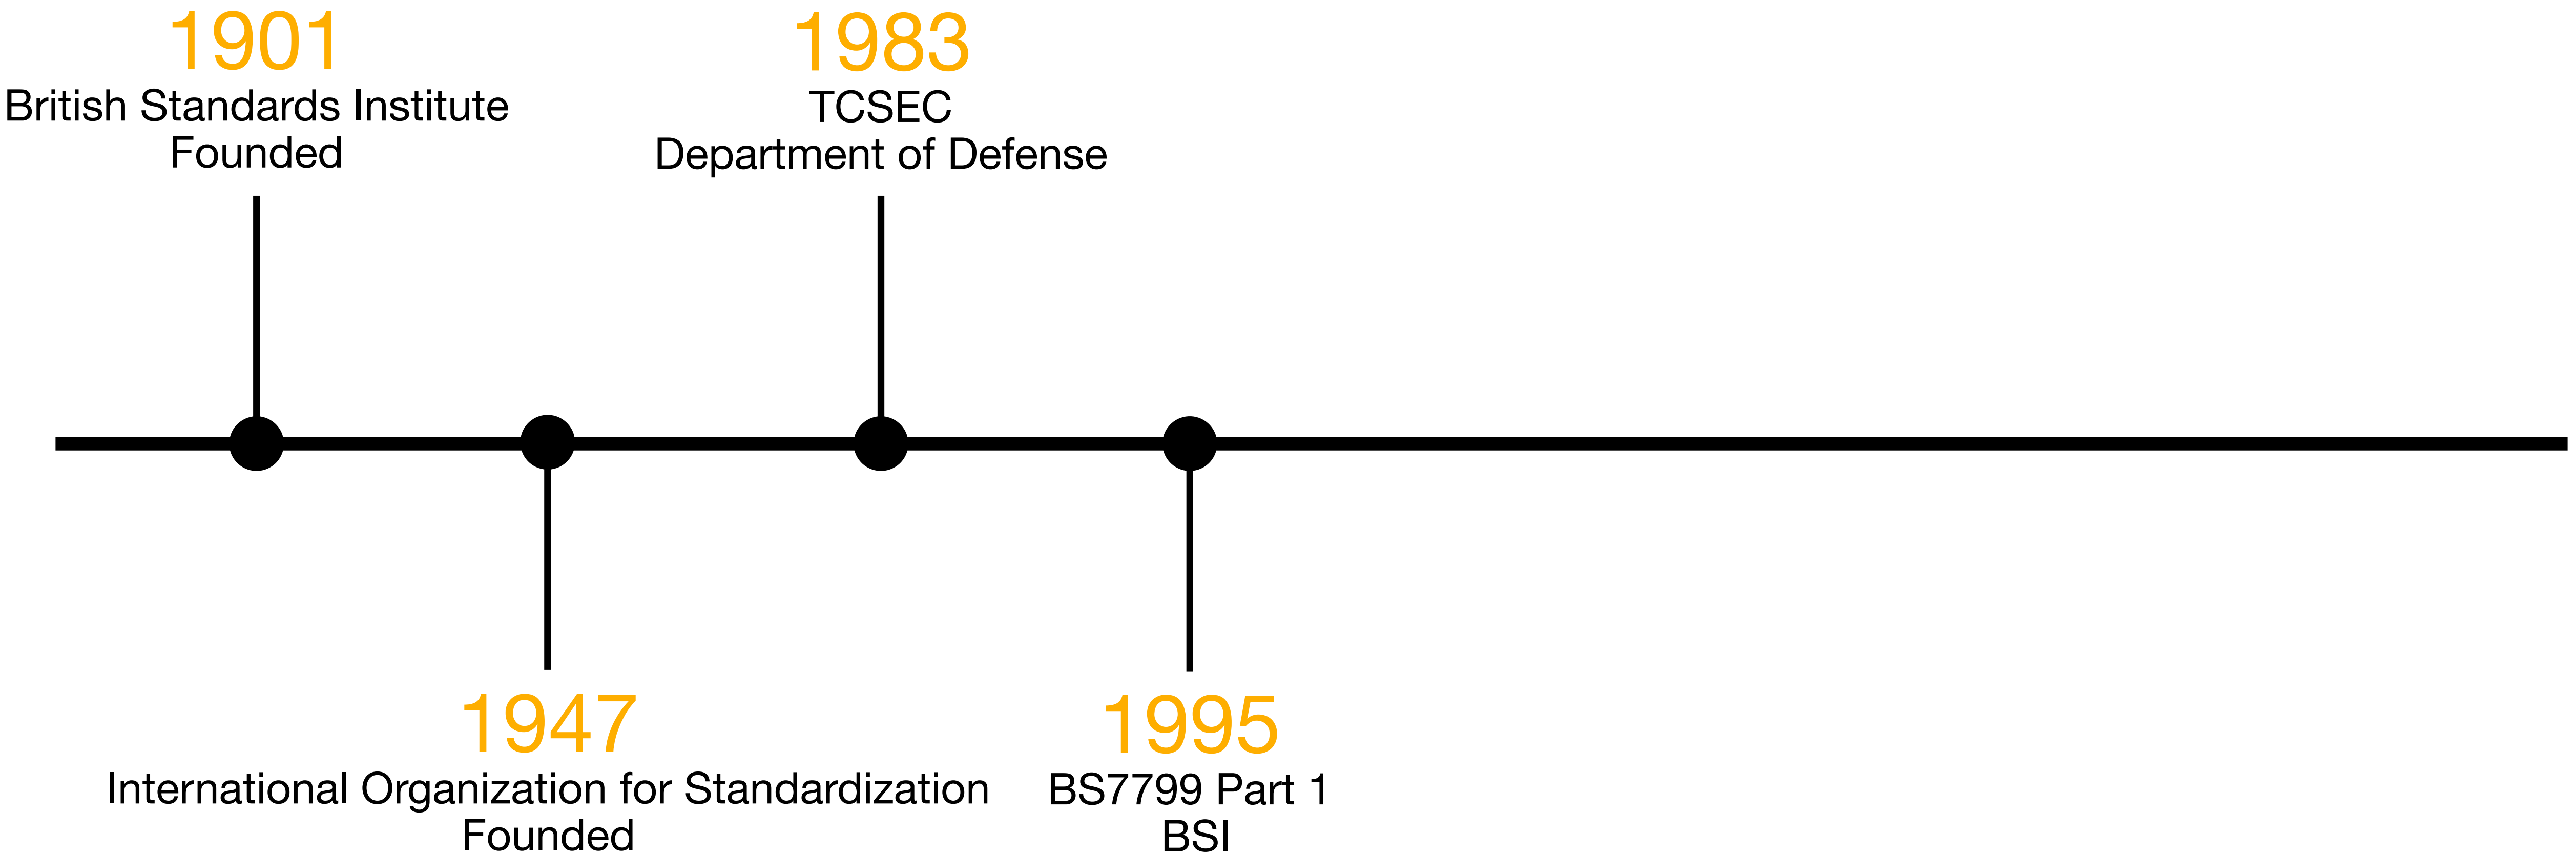 1901
British Standards Institute
Founded
1983
TCSEC
Department of Defense
1947
International Organization for Standardization
Founded
1995
BS7799 Part 1
BSI